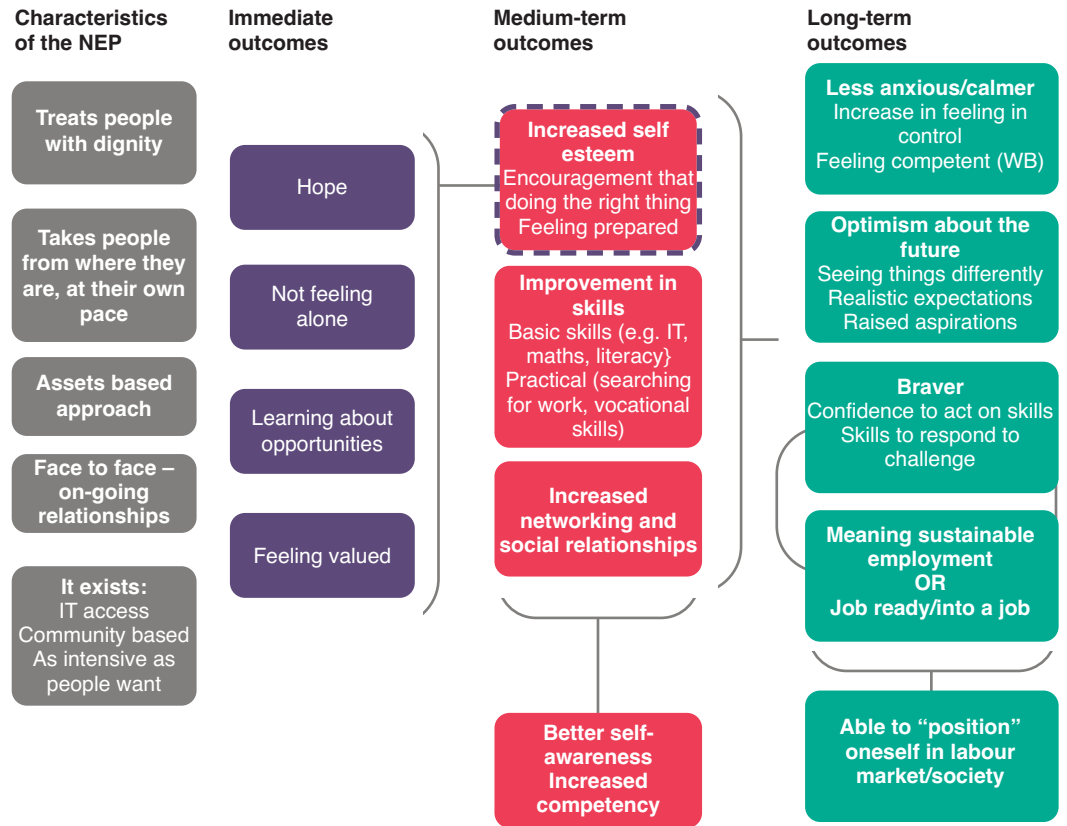 Characteristics
of the NEP
Treats people
with dignity
Takes people
from where they
are, at their own
pace
Assets based
approach
Face to face –
on-going
relationships
It exists:
IT access
Community based
As intensive as
people want
Immediate
outcomes
Hope
Not feeling
alone
Learning about
opportunities
Feeling valued
Medium-term
outcomes
Increased self
esteem
Encouragement that
doing the right thing
Feeling prepared
Improvement in
skills
Basic skills (e.g. IT,
maths, literacy}
Practical (searching
for work, vocational
skills)
Increased
networking and
social relationships
Better self-
awareness
Increased
competency
Long-term
outcomes
Less anxious/calmer
Increase in feeling in
control
Feeling competent (WB)
Optimism about the
future
Seeing things differently
Realistic expectations
Raised aspirations
Braver
Confidence to act on skills
Skills to respond to
challenge
Meaning sustainable
employment
OR
Job ready/into a job
Able to “position”
oneself in labour
market/society